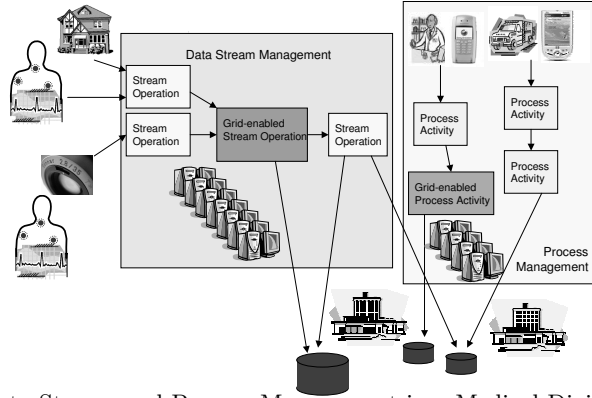 Data Stream Management
Stream
Operation
Stream
Operation
Grid-enabled
Stream Operation
Stream
Operation
Process
Activity
Process
Activity
Process
Activity
Grid-enabled
Process Activity
Process
Management